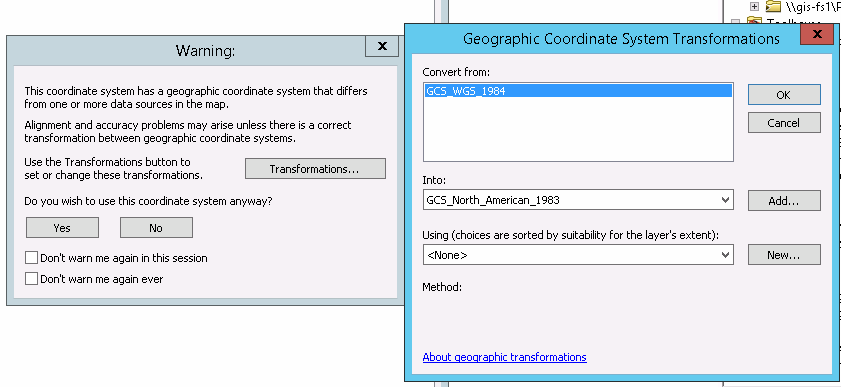 \\gis-fs1\
Warning:
x
This coordinate system has a geographic coordinate system that differs
from one or more data sources in the map.
Alignment and accuracy problems may arise unless there is a correct
transformation between geographic coordinate systems.
Use the Transformations button to
set or change these transformations.
Transformations...
Do you wish to use this coordinate system anyway?
Yes
No
Don't warn me again in this session
Don't warn me again ever
Geographic Coordinate System Transformations
x
Convert from:
GCS_WGS_1984
OK
Cancel
Into:
GCS_North_American_1983
Add...
Using (choices are sorted by suitability for the layer's extent):
<None>
New...
Method:
About geographic transformations